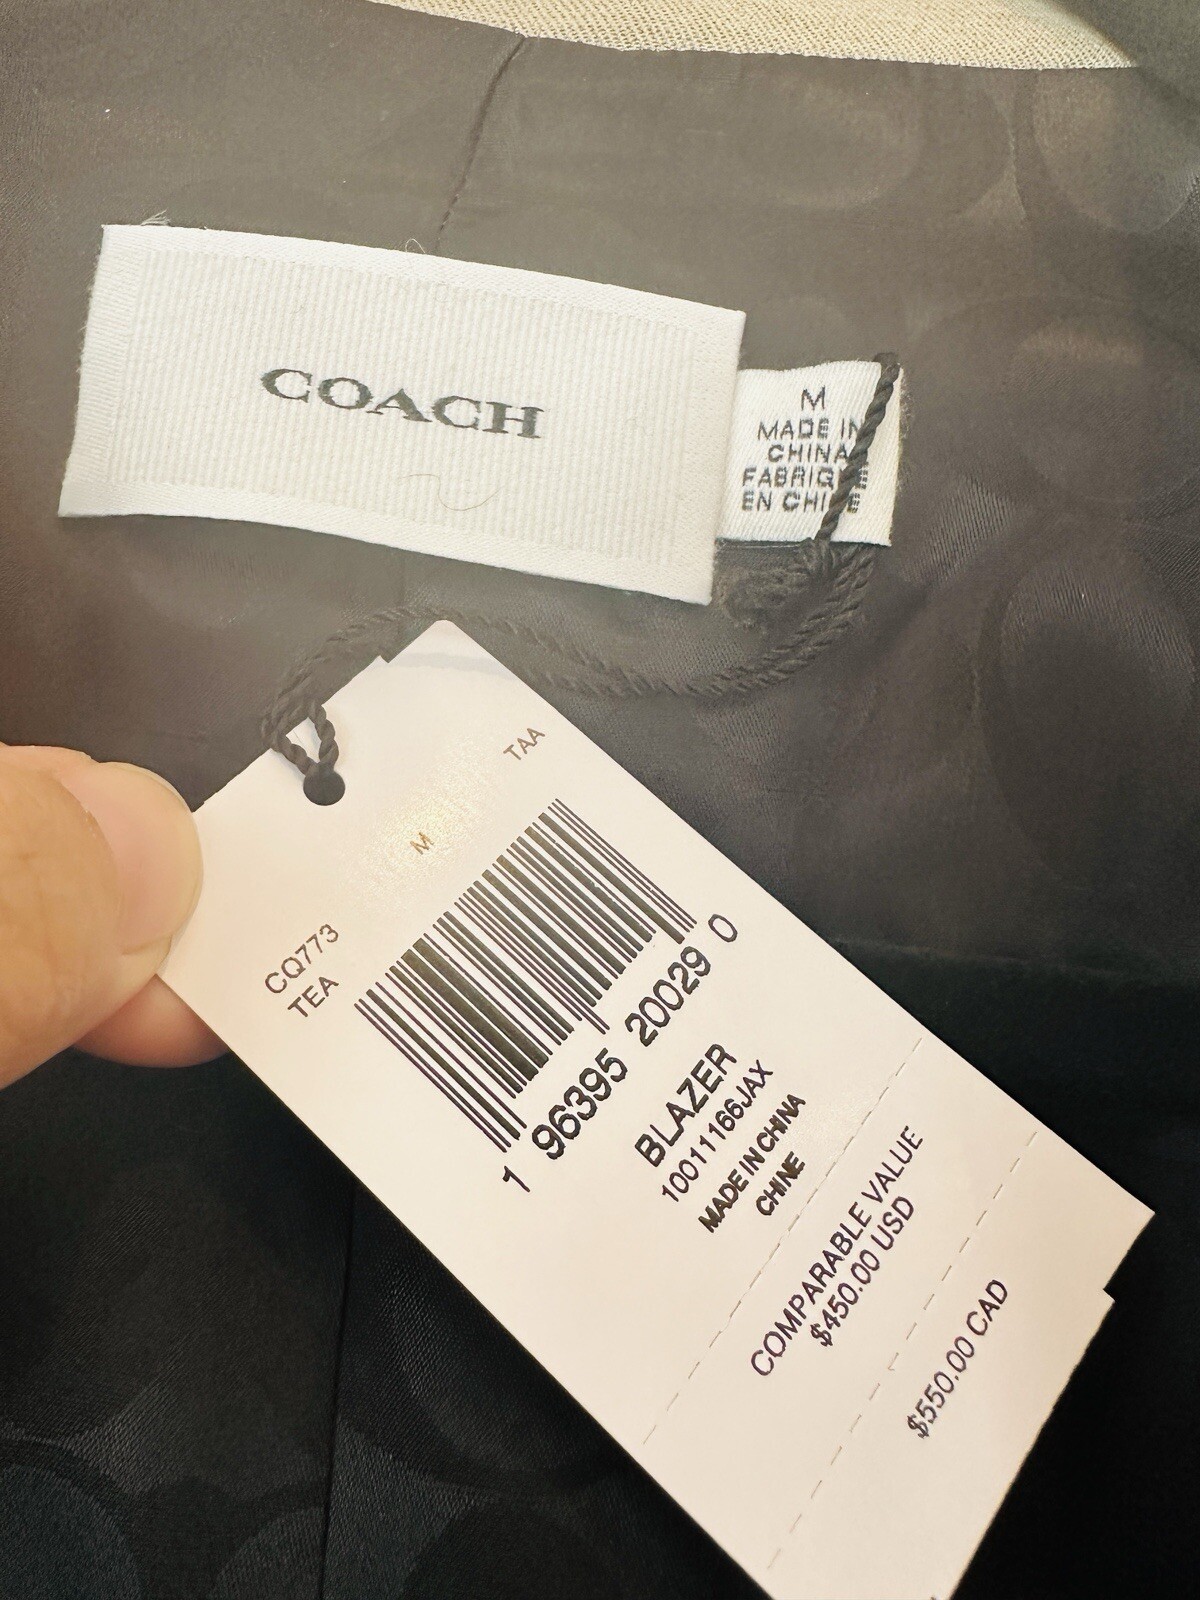 COACH
M
MADE IN
CHINA
FABRIQUE
EN CHINE
TAA
M
CQ773
TEA
1 96395 20029 0
BLAZER
10011166JAX
MADE IN CHINA
CHINE
COMPARABLE VALUE
$450.00 USD
$550.00 CAD